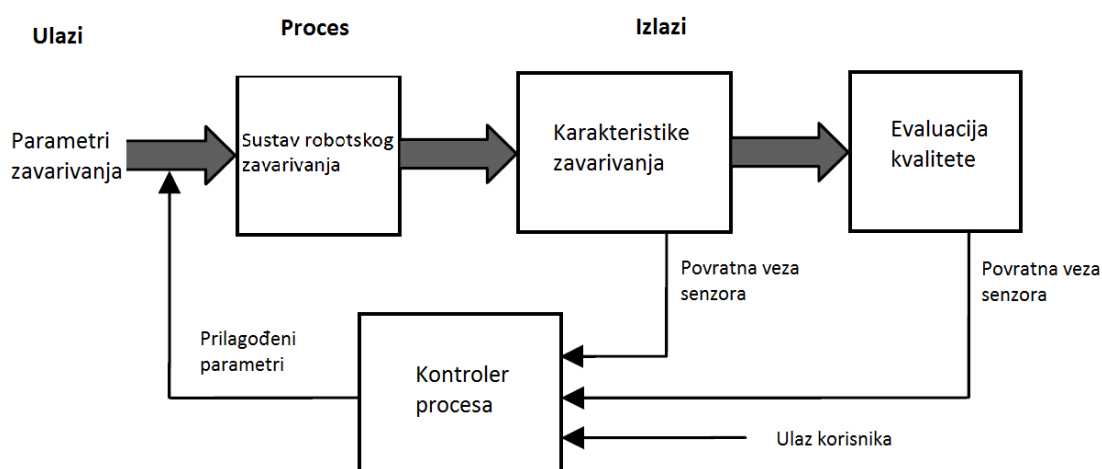 Ulazi
Proces
Izlazi
Parametri
zavarivanja
Sustav robotskog
zavarivanja
Karakteristike
zavarivanja
Evaluacija
kvalitete
Povratna veza
senzora
Povratna veza
senzora
Prilagođeni
parametri
Kontroler
procesa
Ulaz korisnika